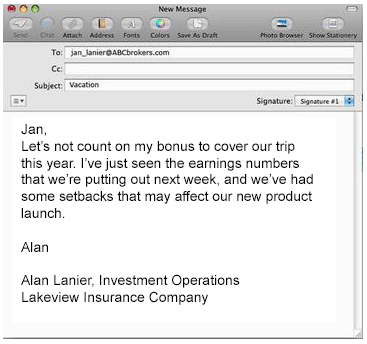 New Message
Send Chat Attach Address Fonts Colors Save As Draft Photo Browser Show Stationery
To: jan_lanier@ABCbrokers.com
Cc:
Subject: Vacation
Signature: Signature #1
Jan,
Let's not count on my bonus to cover our trip
this year. I've just seen the earnings numbers
that we're putting out next week, and we've had
some setbacks that may affect our new product
launch.
Alan
Alan Lanier, Investment Operations
Lakeview Insurance Company